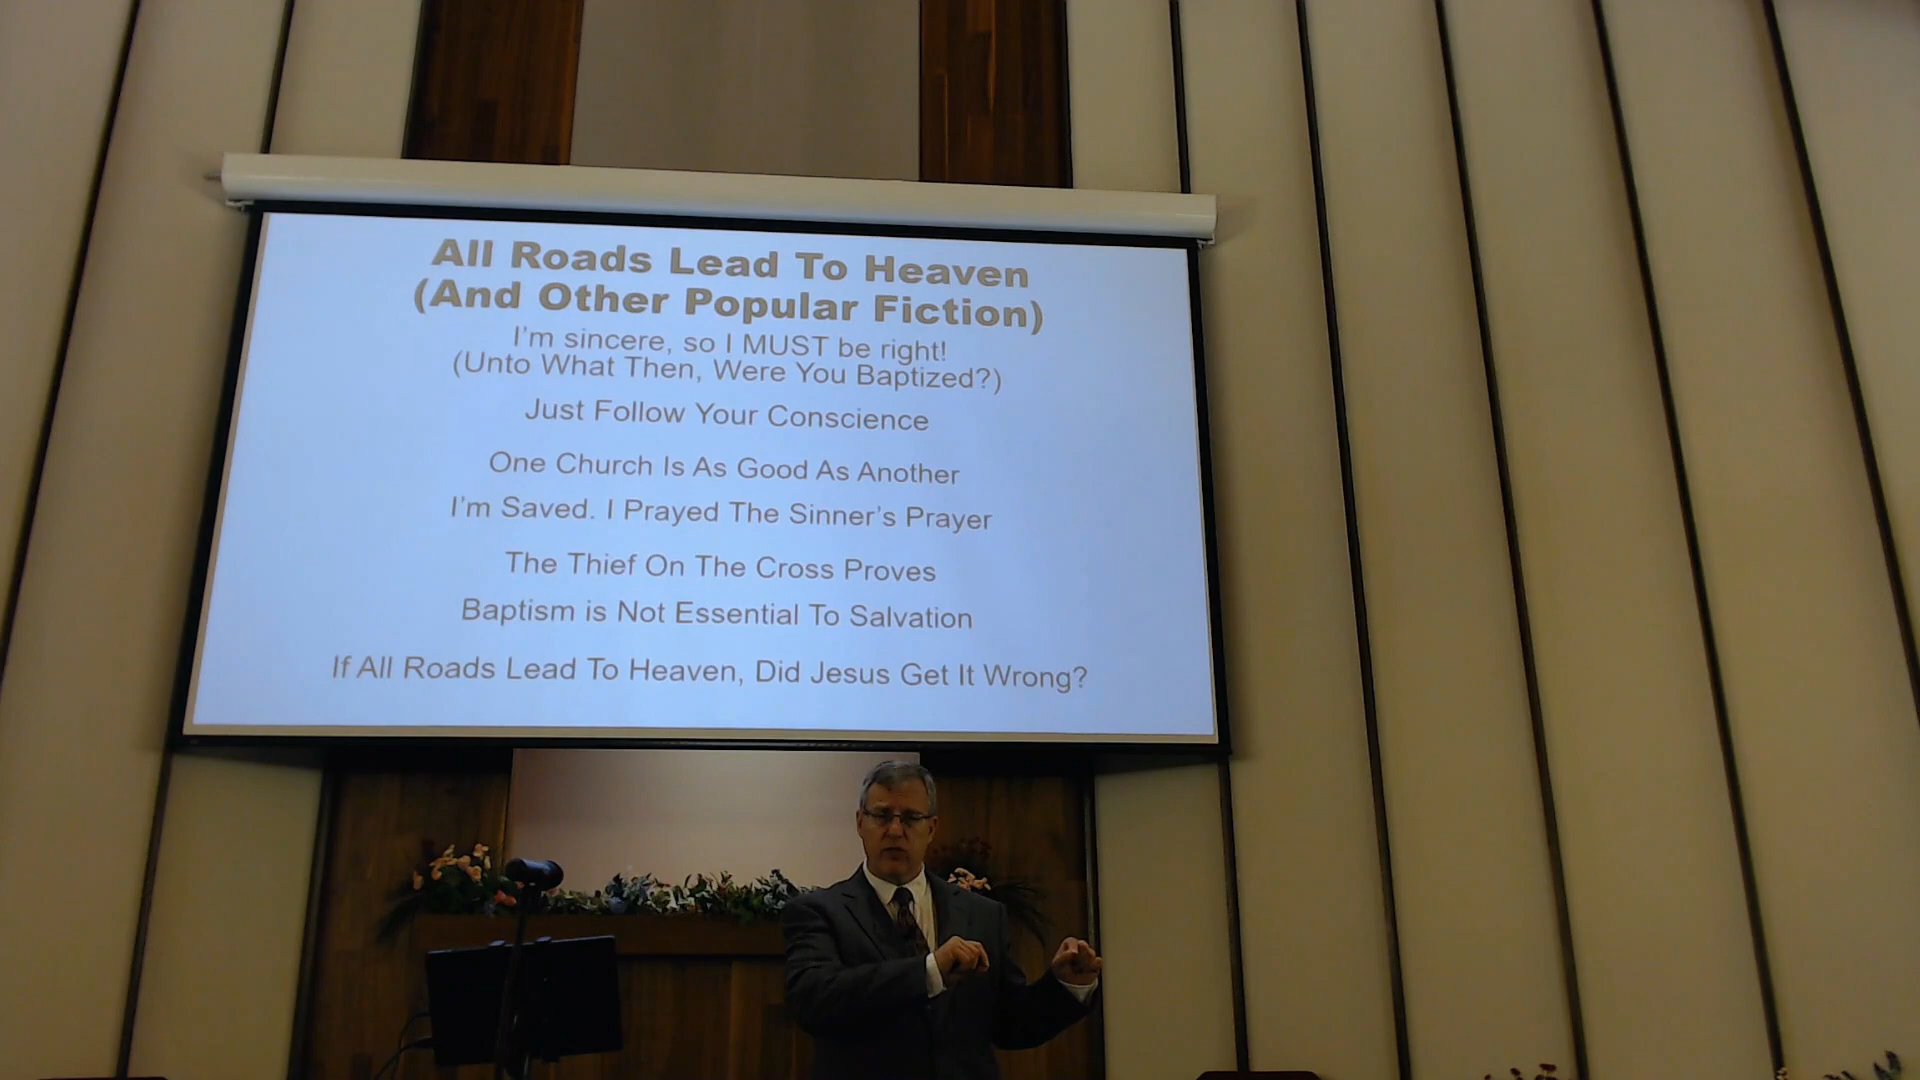 All Roads Lead To Heaven
(And Other Popular Fiction)
I'm sincere, so I MUST be right!
(Unto What Then, Were You Baptized?)
Just Follow Your Conscience
One Church Is As Good As Another
I'm Saved. I Prayed The Sinner's Prayer
The Thief On The Cross Proves
Baptism is Not Essential To Salvation
If All Roads Lead To Heaven, Did Jesus Get It Wrong?